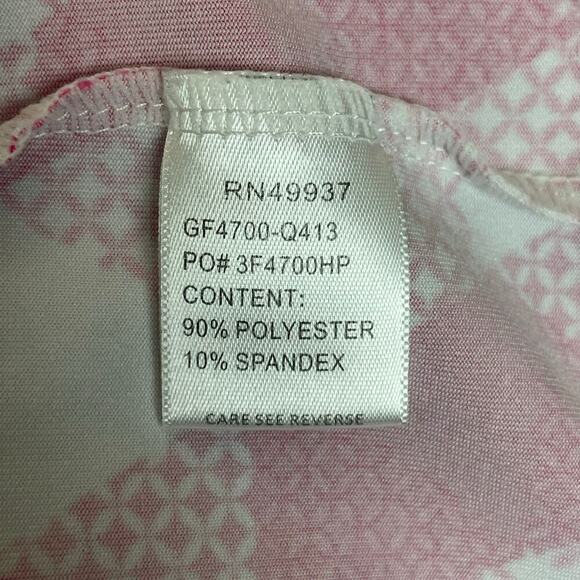 RN49937
GF4700-Q413
PO# 3F4700HP
CONTENT:
90% POLYESTER
10% SPANDEX
CARE SEE REVERSE